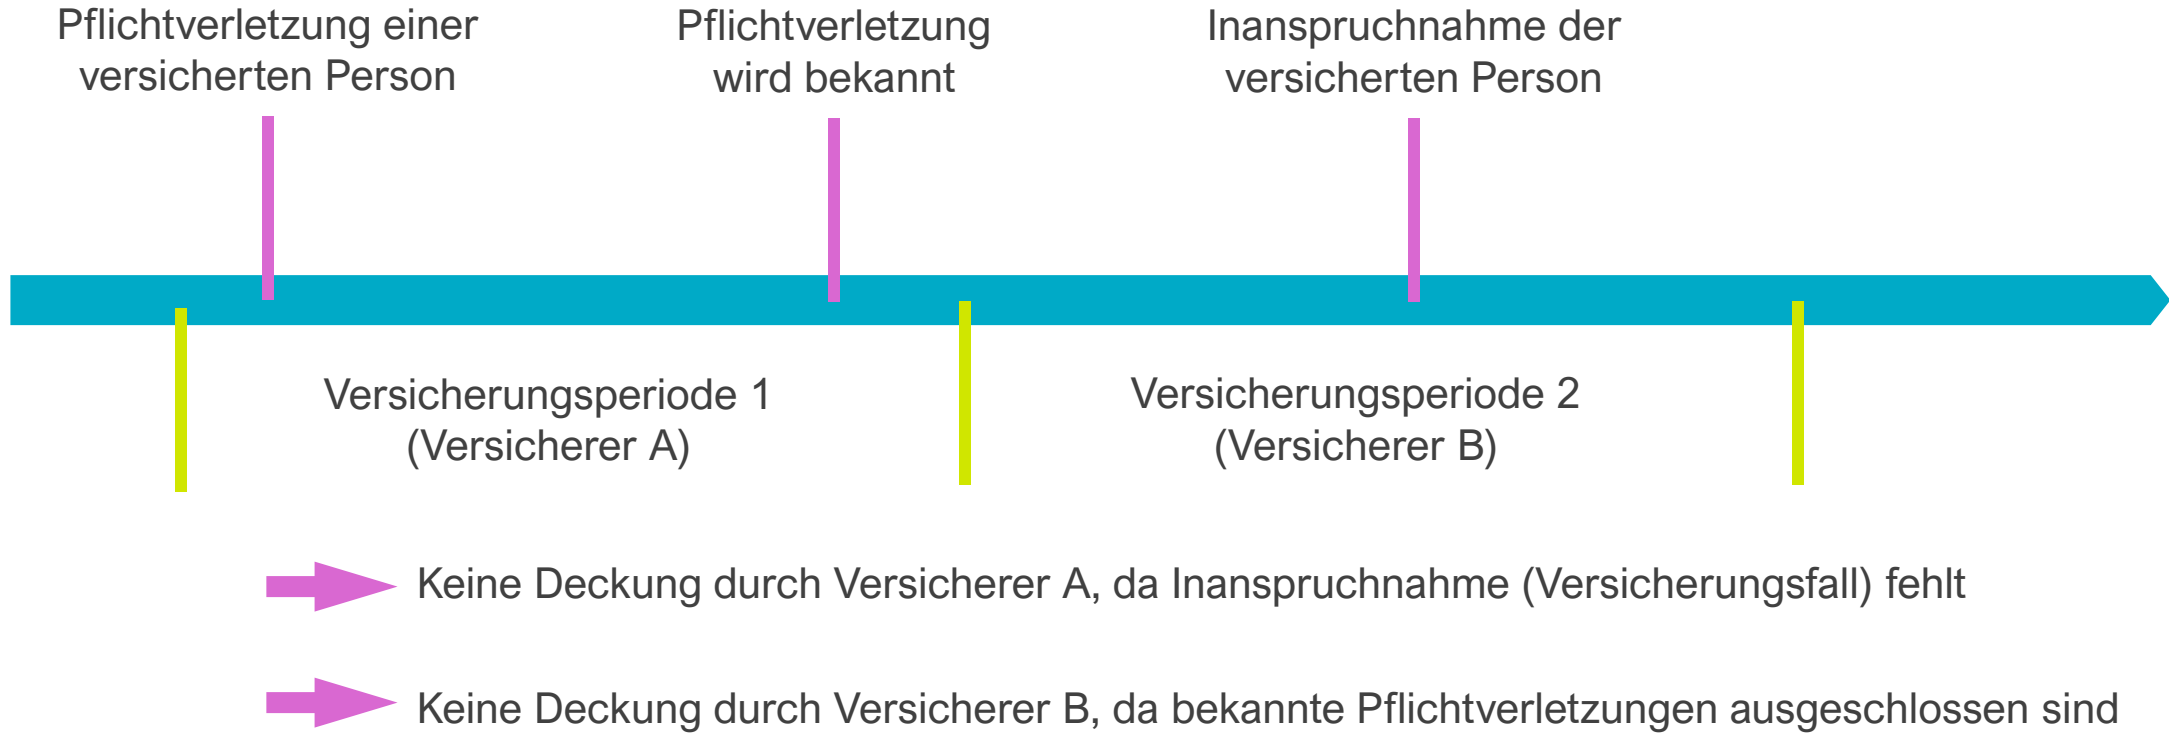 Pflichtverletzung einer
versicherten Person
Pflichtverletzung
wird bekannt
Inanspruchnahme der
versicherten Person
Versicherungsperiode 1
(Versicherer A)
Versicherungsperiode 2
(Versicherer B)
Keine Deckung durch Versicherer A, da Inanspruchnahme (Versicherungsfall) fehlt
Keine Deckung durch Versicherer B, da bekannte Pflichtverletzungen ausgeschlossen sind